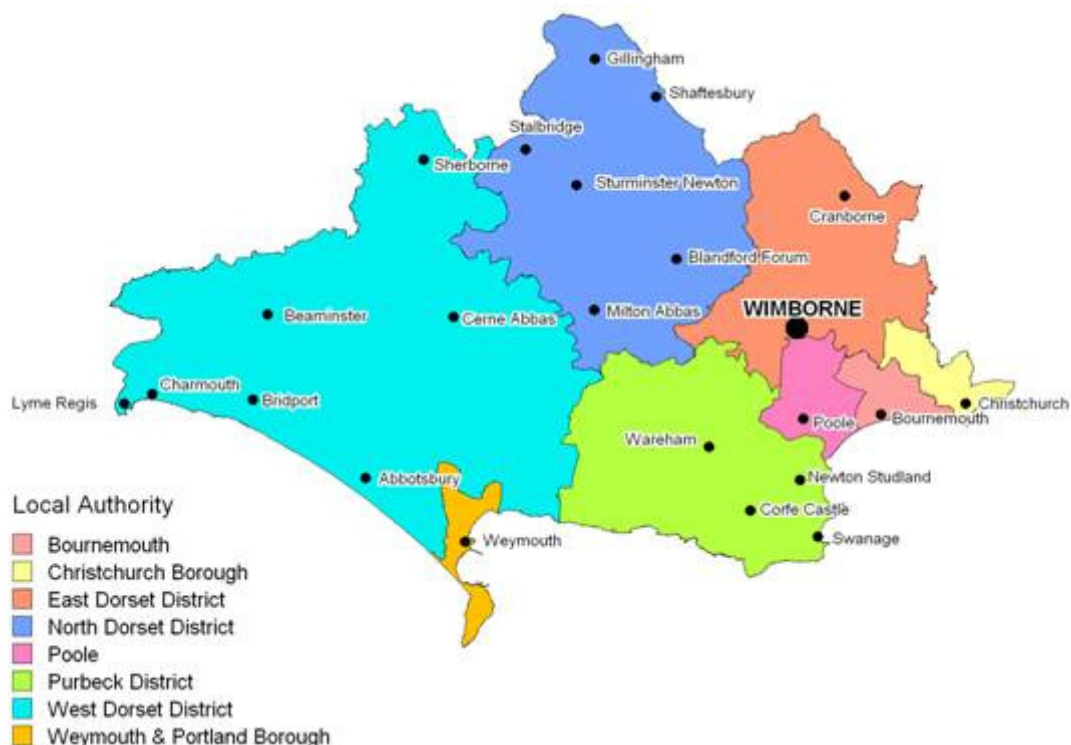 Gillingham
Shaftesbury
Stalbridge
Sherborne
Sturminster Newton
Cranborne
Blandford Forum
WIMBORNE
Milton Abbas
Beaminster
Cerne Abbas
Charmouth
Lyme Regis
Bridport
Christchurch
Poole
Bournemouth
Wareham
Abbotsbury
Newton Studland
Corfe Castle
Weymouth
Swanage
Local Authority
Bournemouth
Christchurch Borough
East Dorset District
North Dorset District
Poole
Purbeck District
West Dorset District
Weymouth & Portland Borough